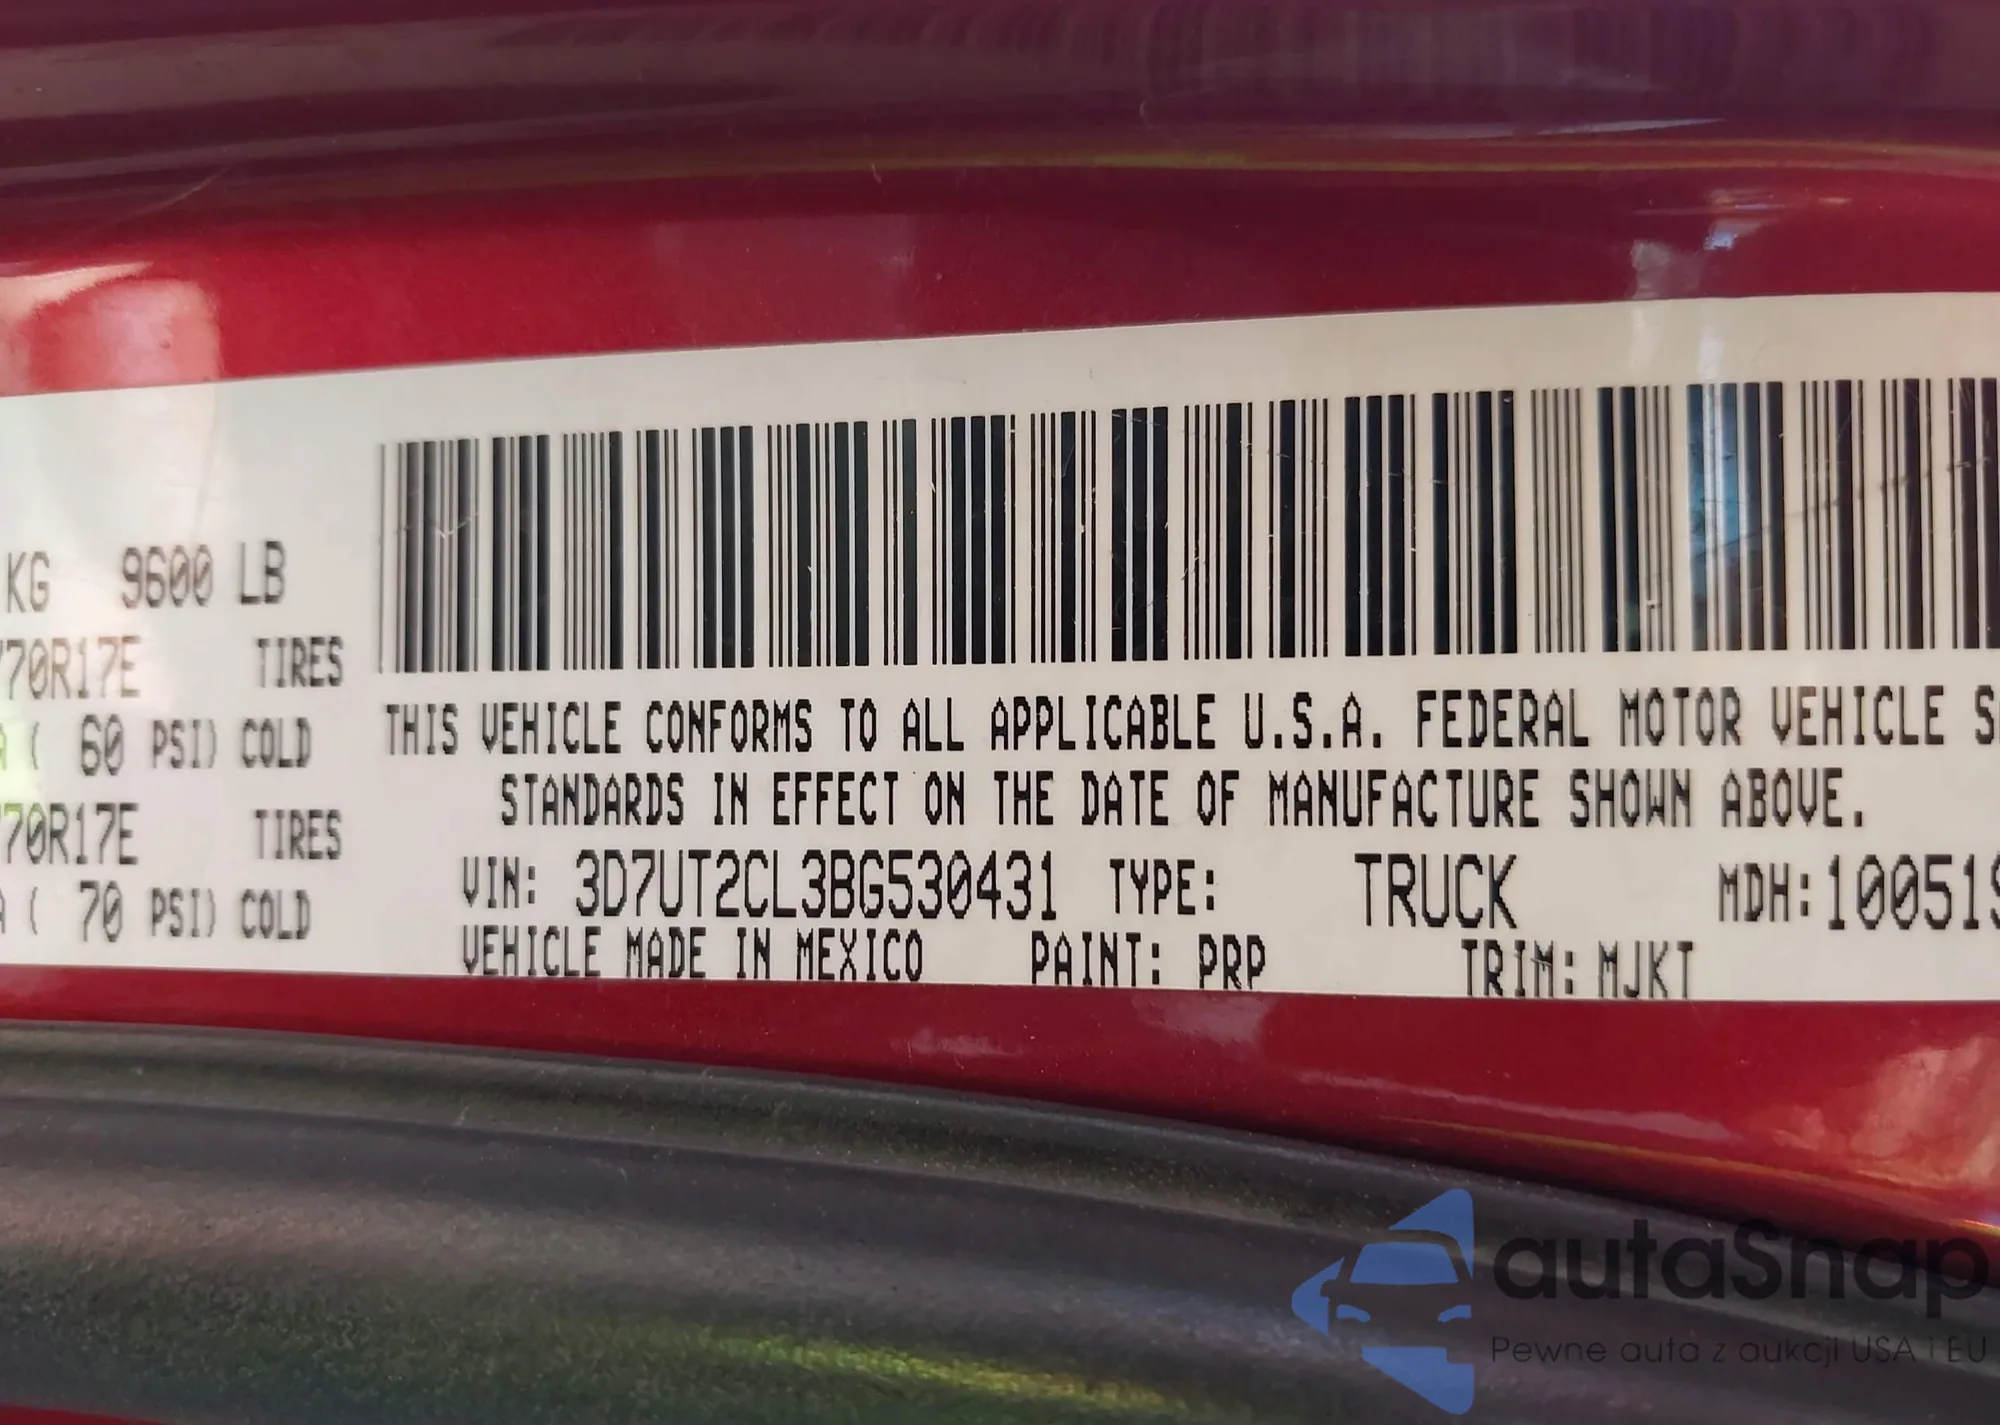 KG 9600 LB
70R17E TIRES
( 60 PSI) COLD
70R17E TIRES
( 70 PSI) COLD
THIS VEHICLE CONFORMS TO ALL APPLICABLE U.S.A. FEDERAL MOTOR VEHICLE
STANDARDS IN EFFECT ON THE DATE OF MANUFACTURE SHOWN ABOVE.
VIN: 3D7UT2CL3BG530431 TYPE: TRUCK MDH:100519
VEHICLE MADE IN MEXICO PAINT: PRP TRIM: MJKT
autaSnap
Pewne auta z aukcji USA i EU